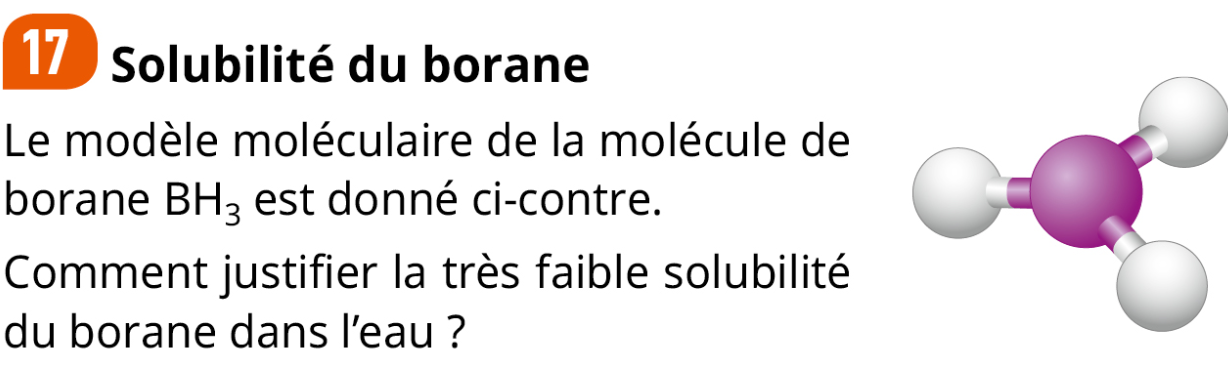 17 Solubilité du borane
Le modèle moléculaire de la molécule de
borane BH₃ est donné ci-contre.
Comment justifier la très faible solubilité
du borane dans l’eau ?